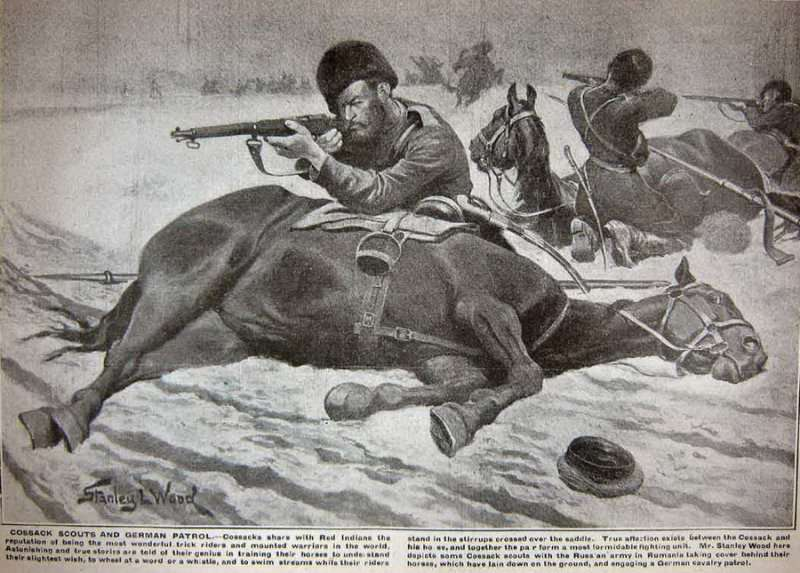 Stanley L Wood
COSSACK SCOUTS AND GERMAN PATROL.—Cossacks share with Red Indians the
reputation of being the most wonderful trick riders and mounted warriors in the world.
Astonishing and true stories are told of their genius in training their horses to understand
their slightest wish, to wheel at a word or a whistle, and to swim streams while their riders
stand in the stirrups crossed over the saddle. True affection exists between the Cossack and
his horse, and together the pair form a most formidable fighting unit. Mr. Stanley Wood here
depicts some Cossack scouts with the Russian army in Rumania taking cover behind their
horses, which have lain down on the ground, and engaging a German cavalry patrol.